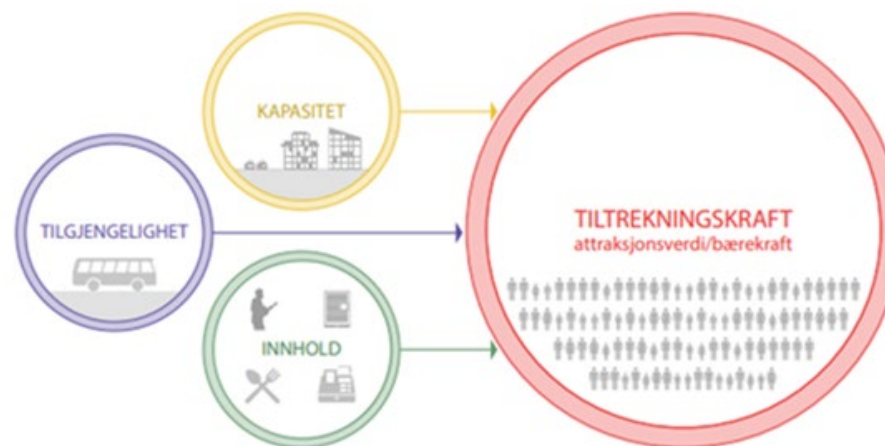 KAPASITET
TILGJENGELIGHET
INNHOLD
TILTREKNINGSKRAFT
attraksjonsverdi/bærekraft